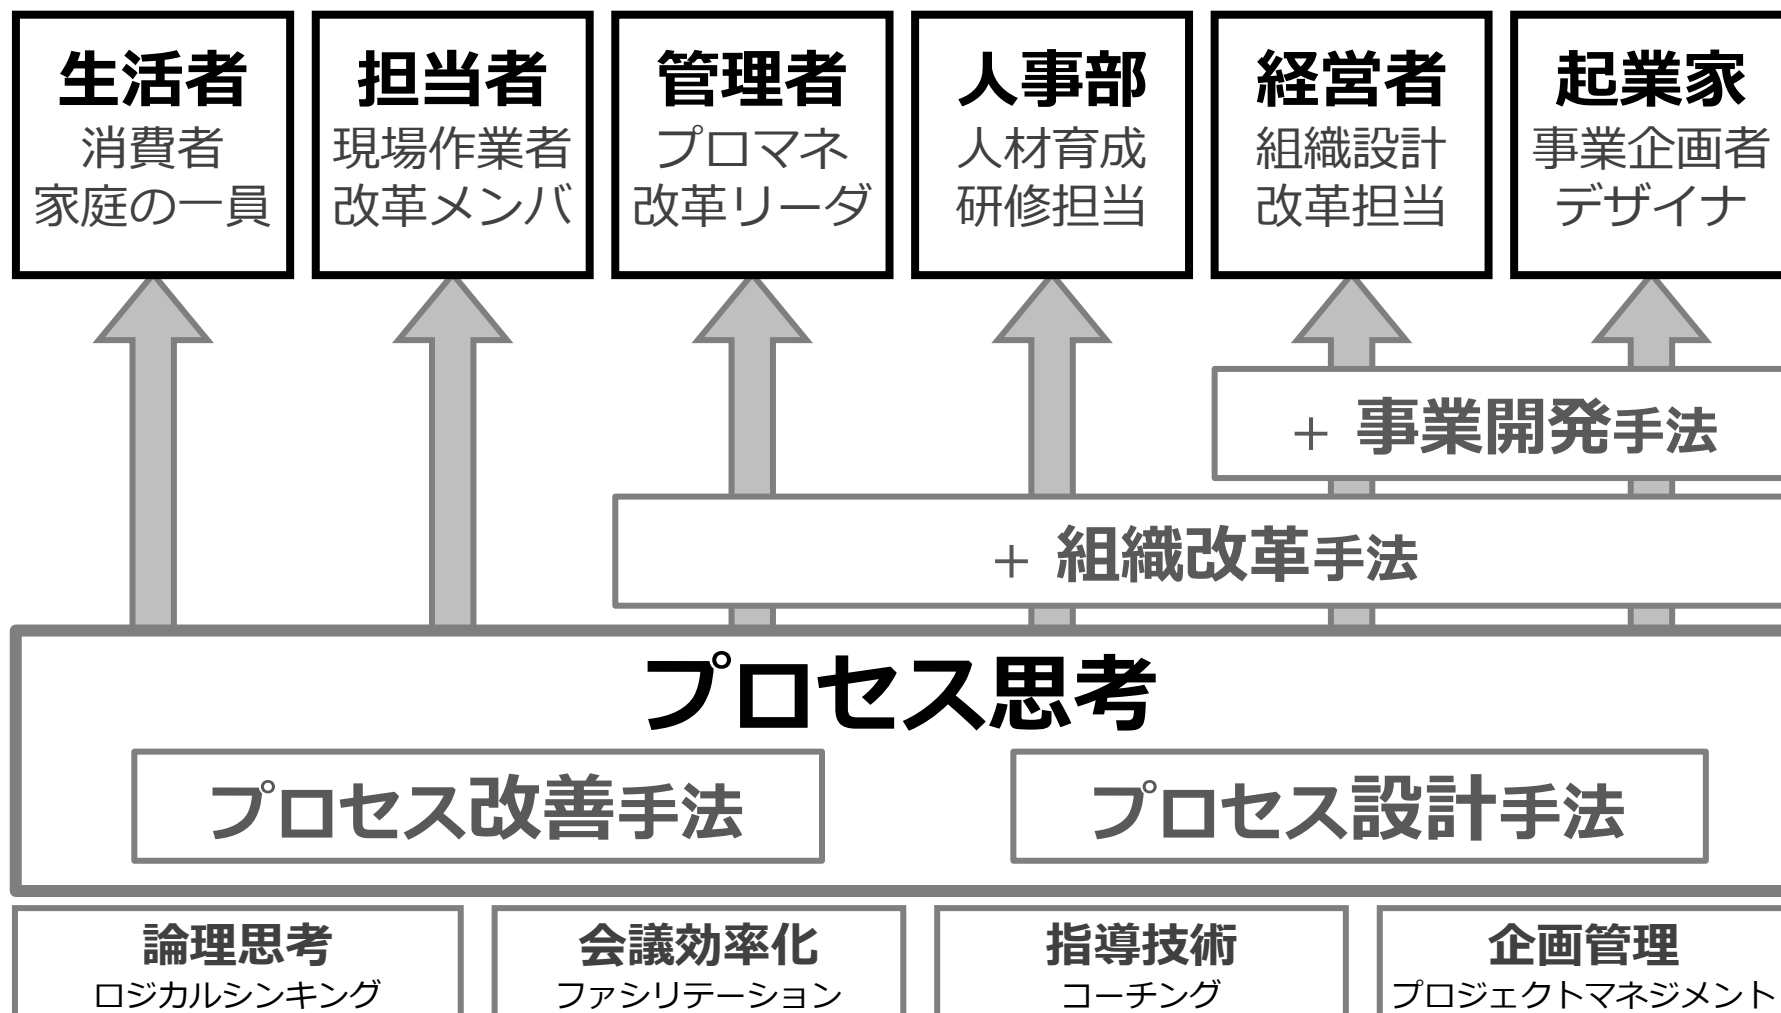 生活者
消費者
家庭の一員
担当者
現場作業者
改革メンバ
管理者
プロマネ
改革リーダ
人事部
人材育成
研修担当
経営者
組織設計
改革担当
起業家
事業企画者
デザイナ
+ 事業開発手法
+ 組織改革手法
プロセス思考
プロセス改善手法
プロセス設計手法
論理思考
ロジカルシンキング
会議効率化
ファシリテーション
指導技術
コーチング
企画管理
プロジェクトマネジメント